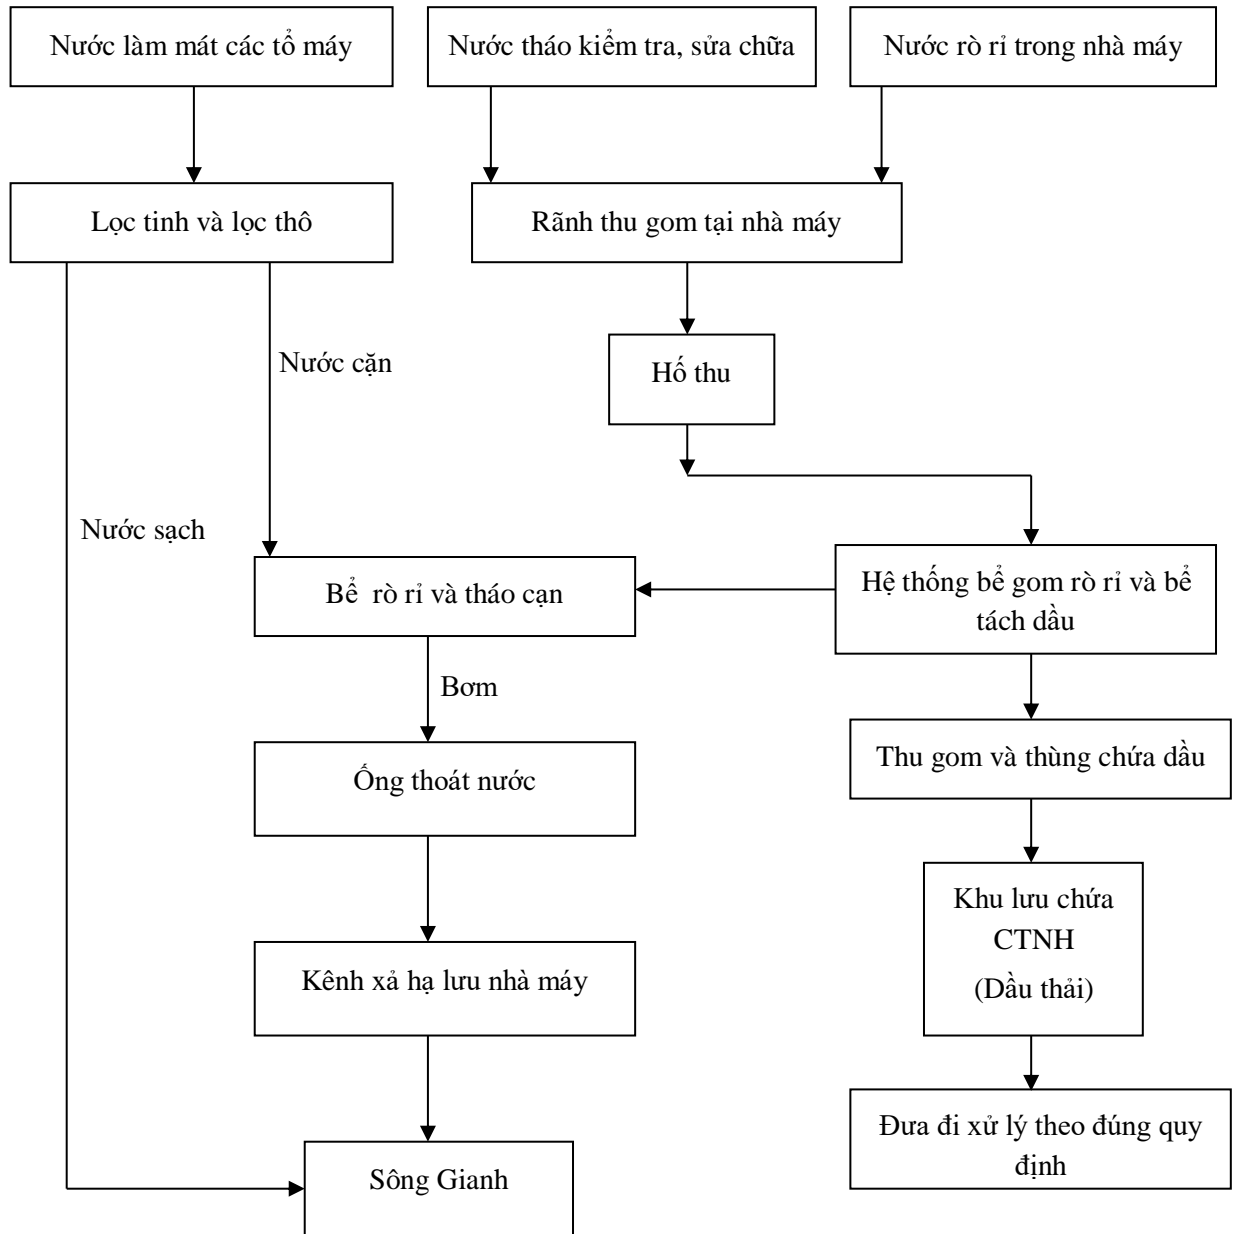 Nước làm mát các tổ máy
Nước tháo kiểm tra, sửa chữa
Nước rò rỉ trong nhà máy
Lọc tinh và lọc thô
Rãnh thu gom tại nhà máy
Nước cặn
Hố thu
Nước sạch
Bể rò rỉ và tháo cạn
Hệ thống bể gom rò rỉ và bể
tách dầu
Bơm
Ống thoát nước
Thu gom và thùng chứa dầu
Khu lưu chứa
CTNH
(Dầu thải)
Kênh xả hạ lưu nhà máy
Đưa đi xử lý theo đúng quy
định
Sông Gianh